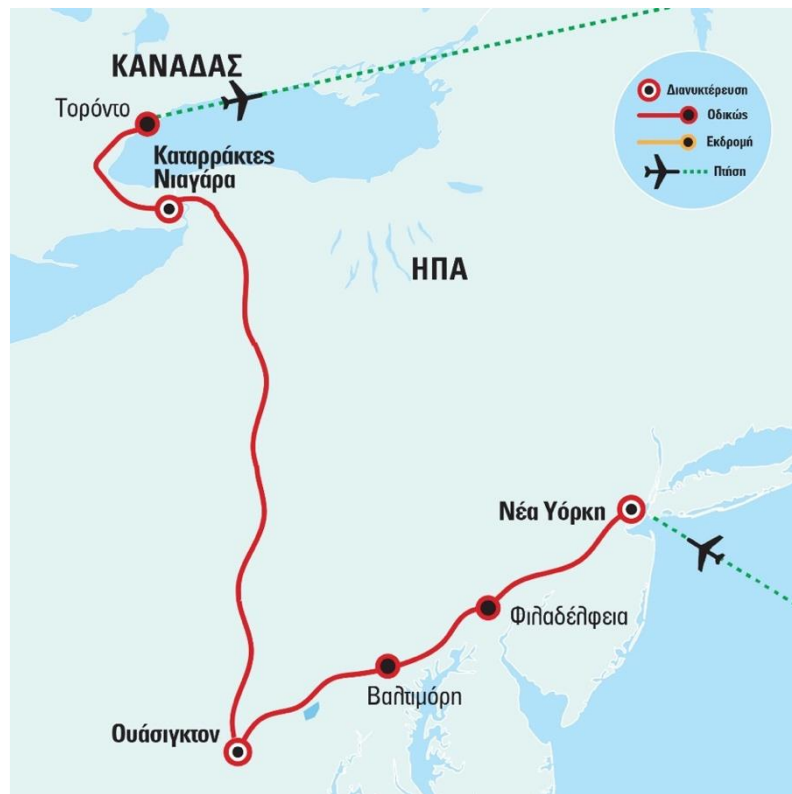 ΚΑΝΑΔΑΣ
Τορόντο
Καταρράκτες
Νιαγάρα
ΗΠΑ
Νέα Υόρκη
Φιλαδέλφεια
Βαλτιμόρη
Ουάσιγκτον
Διανυκτέρευση
Οδικώς
Εκδρομή
Πτήση